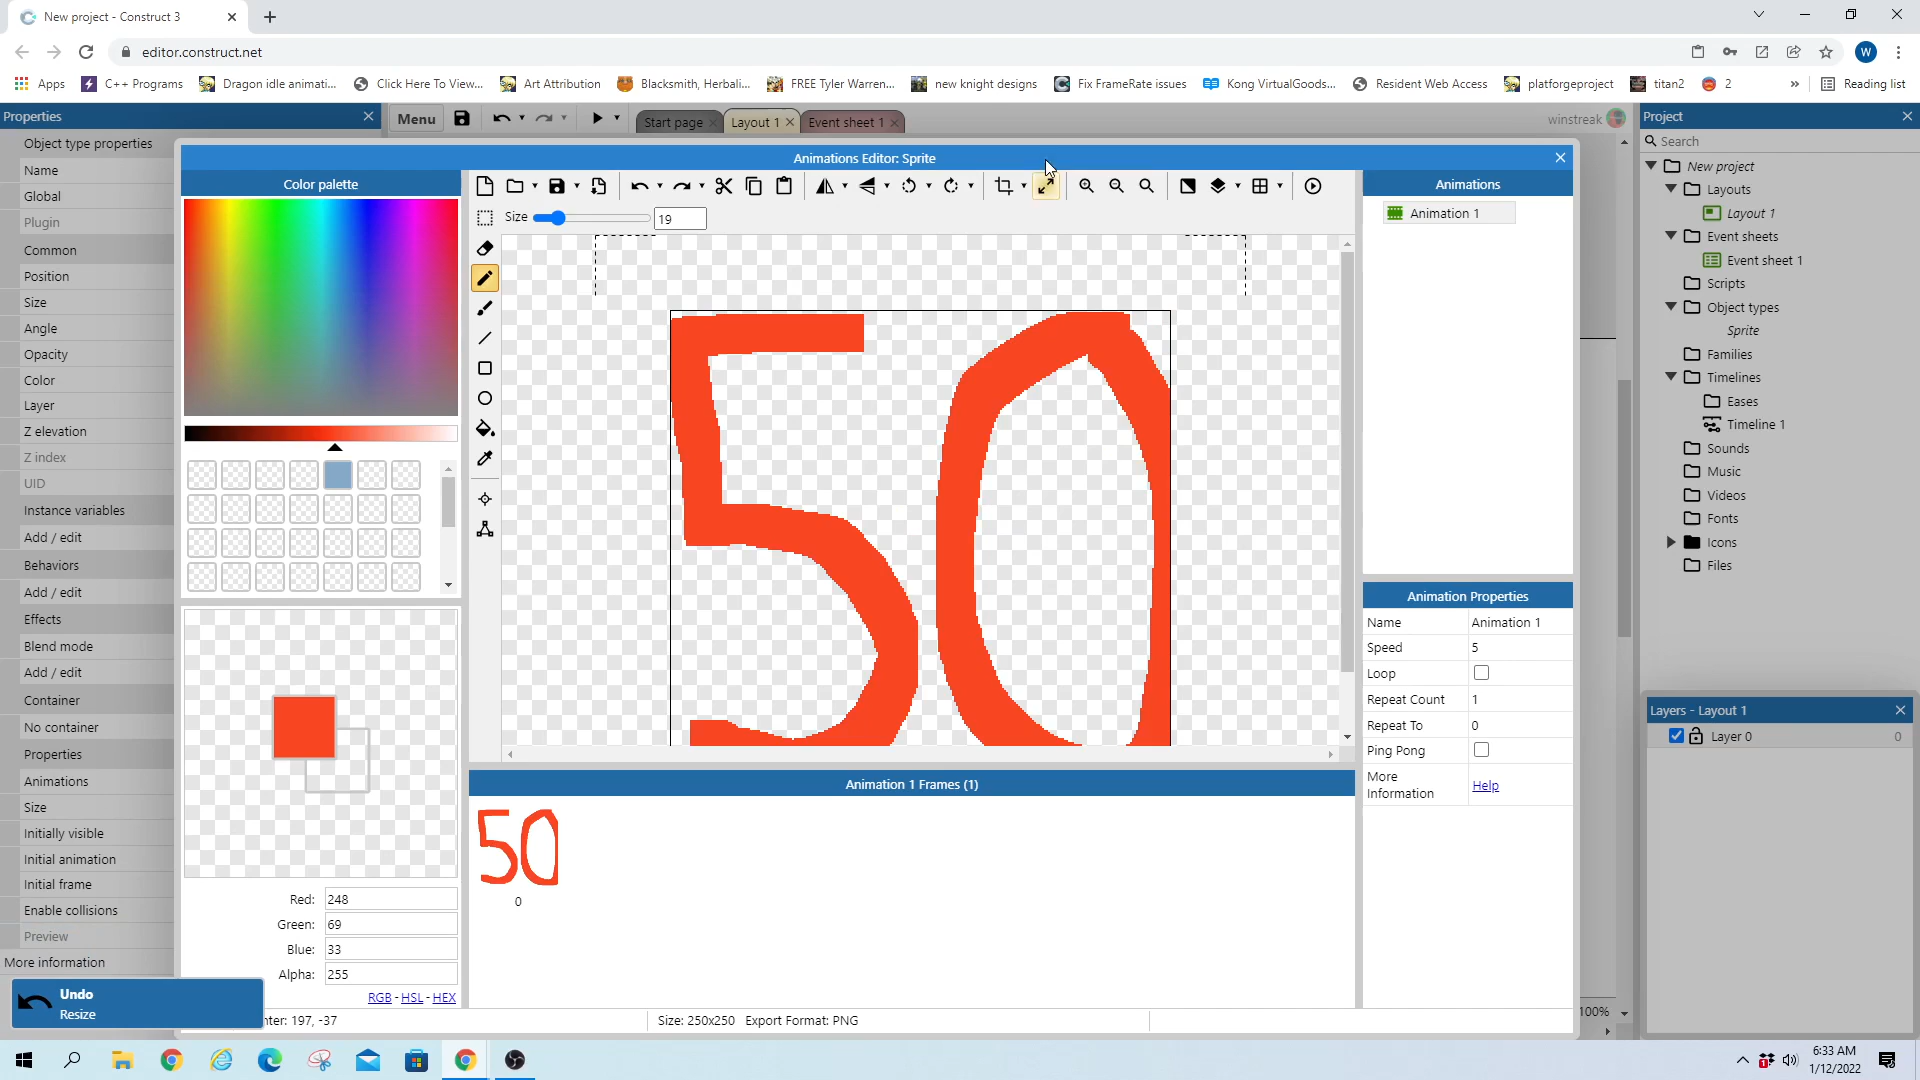 New project - Construct 3
editor.construct.net
W
Apps C++ Programs Dragon idle animati... Click Here To View... Art Attribution Blacksmith, Herbali... FREE Tyler Warren... new knight designs Fix FrameRate issues Kong VirtualGoods... Resident Web Access platforgeproject titan2 2 » Reading list
Properties
Menu
Start page
Layout 1
Event sheet 1
winstreak
Project
Object type properties
Name
Global
Plugin
Common
Position
Size
Angle
Opacity
Color
Layer
Z elevation
Z index
UID
Instance variables
Add / edit
Behaviors
Add / edit
Effects
Blend mode
Add / edit
Container
No container
Properties
Animations
Size
Initially visible
Initial animation
Initial frame
Enable collisions
Preview
More information
Undo
Resize
Animations Editor: Sprite
Color palette
Size 19
50
Red: 248
Green: 69
Blue: 33
Alpha: 255
RGB - HSL - HEX
nter: 197, -37
Size: 250x250 Export Format: PNG
Animation 1 Frames (1)
50
0
Animations
Animation 1
Animation Properties
Name Animation 1
Speed 5
Loop
Repeat Count 1
Repeat To 0
Ping Pong
More
Information
Help
100%
Search
New project
Layouts
Layout 1
Event sheets
Event sheet 1
Scripts
Object types
Sprite
Families
Timelines
Eases
Timeline 1
Sounds
Music
Videos
Fonts
Icons
Files
Layers - Layout 1
Layer 0 0
6:33 AM
1/12/2022